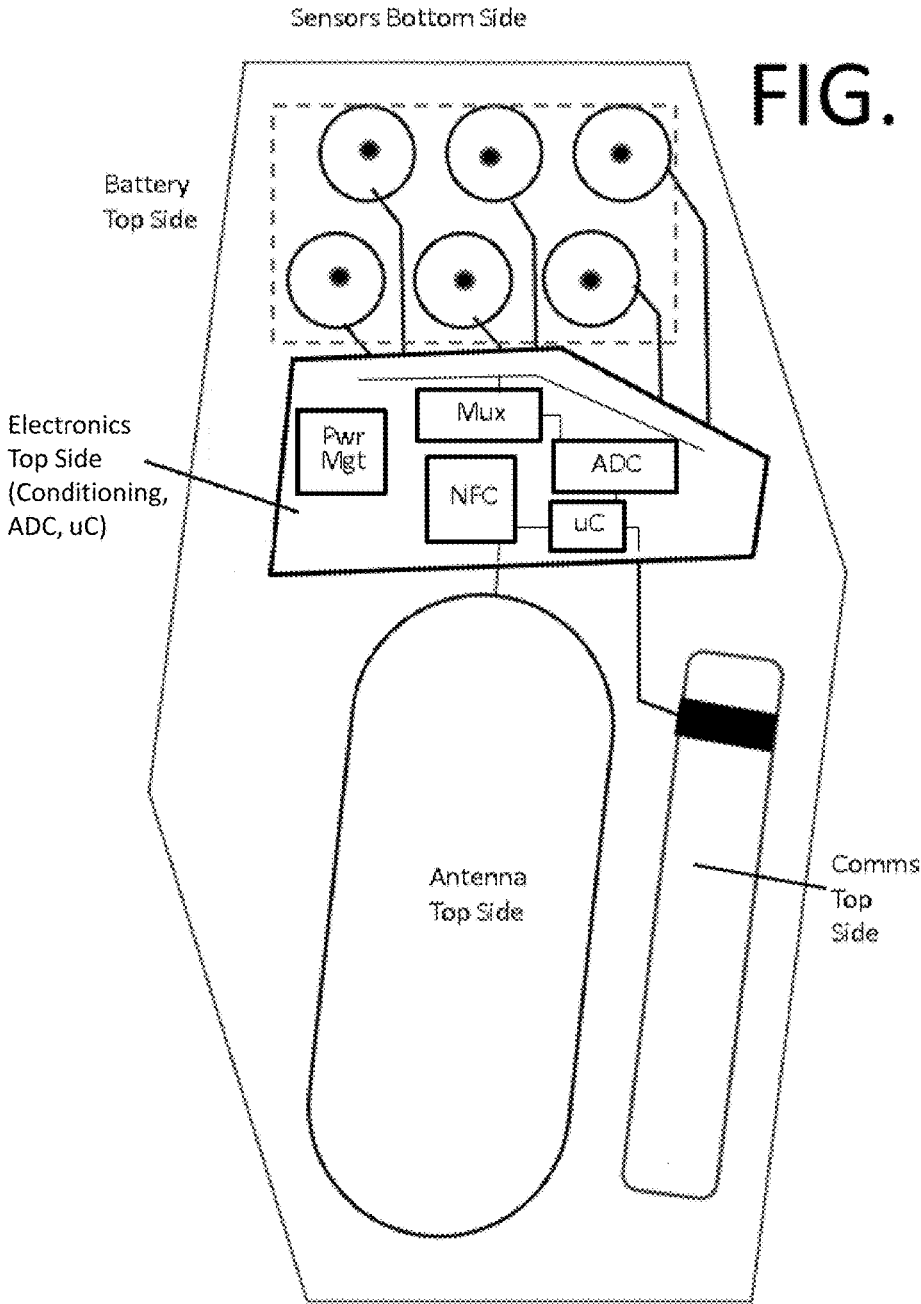 Sensors Bottom Side
FIG.
Battery
Top Side
Electronics
Top Side
(Conditioning,
ADC, uC)
Pwr
Mgt
Mux
ADC
NFC
uC
Antenna
Top Side
Comms
Top
Side